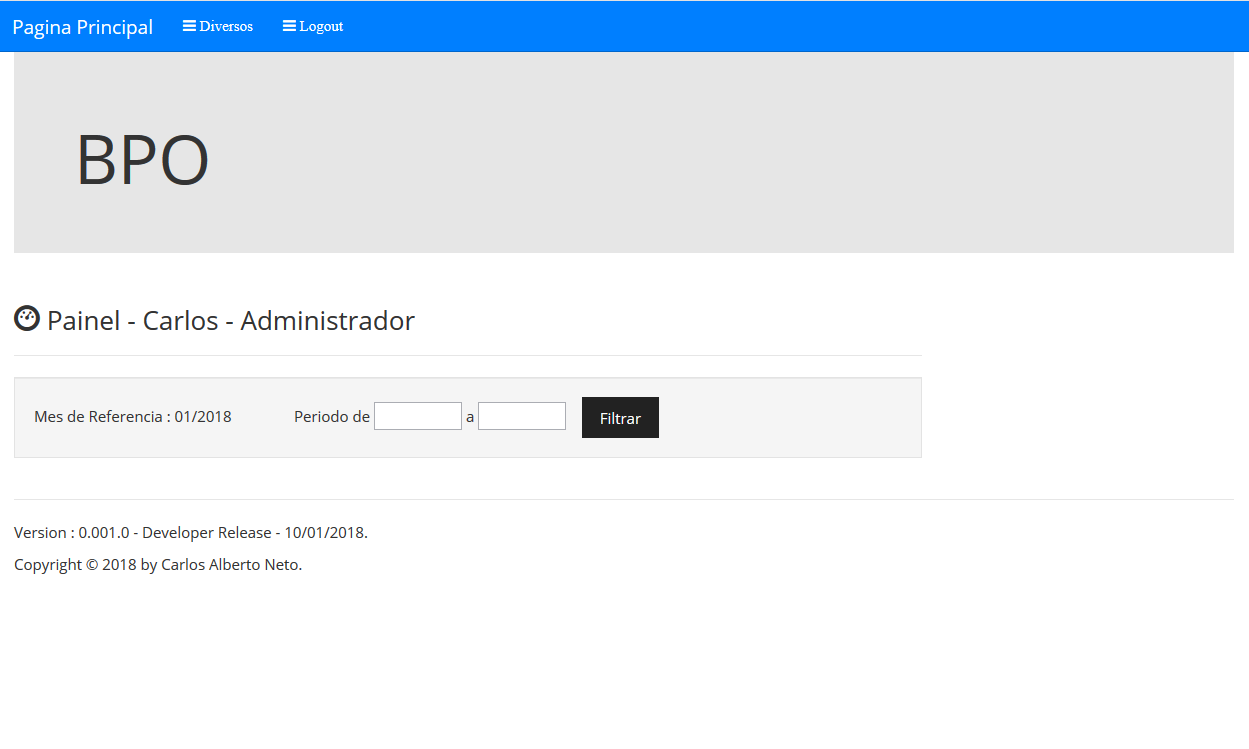 Pagina Principal Diversos Logout
BPO
Painel - Carlos - Administrador
Mes de Referencia : 01/2018 Periodo de a Filtrar
Version : 0.001.0 - Developer Release - 10/01/2018.
Copyright © 2018 by Carlos Alberto Neto.